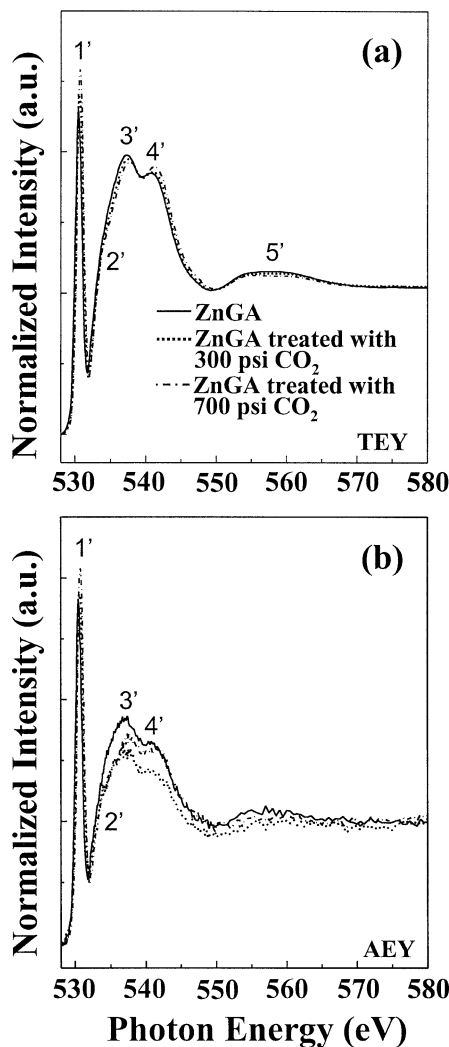 (a)
1’
3’
4’
2’
5’
Normalized Intensity (a.u.)
ZnGA
ZnGA treated with
300 psi CO₂
ZnGA treated with
700 psi CO₂
TEY
530 540 550 560 570 580
(b)
1’
3’
4’
2’
Normalized Intensity (a.u.)
AEY
530 540 550 560 570 580
Photon Energy (eV)